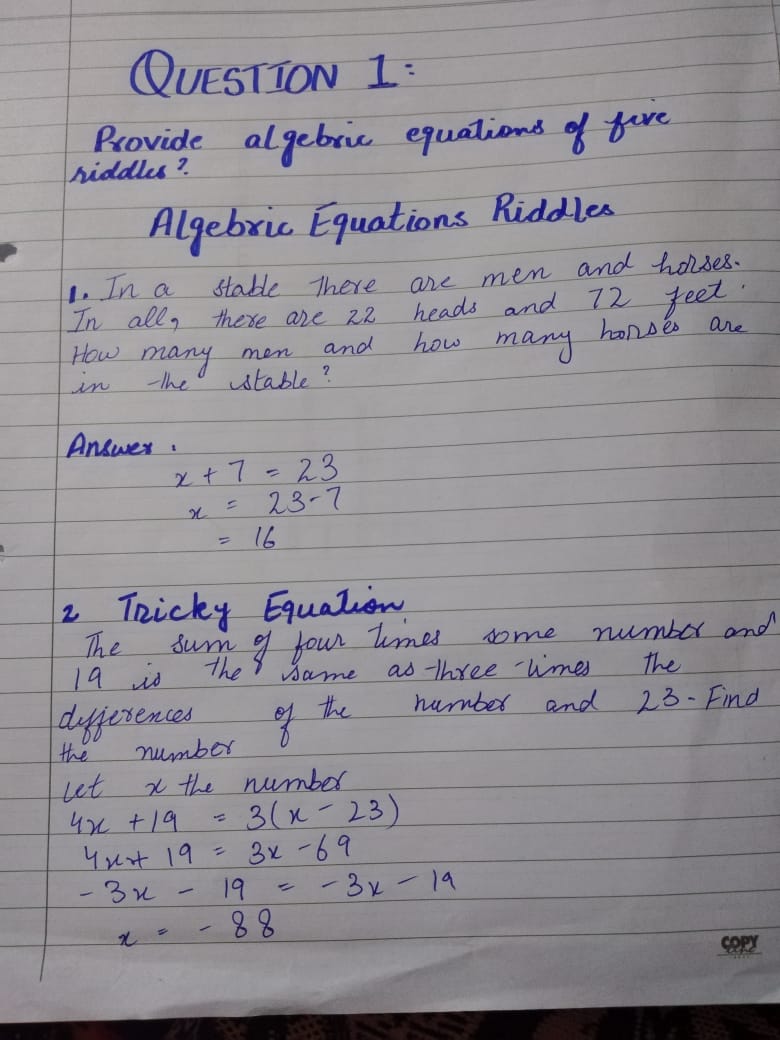 QUESTION 1:
Provide algebric equations of five
riddles?
Algebric Equations Riddles
1. In a stable There are men and horses.
In all, there are 22 heads and 72 feet.
How many men and how many horses are
in the stable?
Answer.
x + 7 = 23
x = 23-7
= 16
2 Tricky Equation
The sum of four times some number and
19 is the same as three times the
differences of the number and 23. Find
the number
Let x the number
4x + 19 = 3(x - 23)
4x + 19 = 3x - 69
-3x - 19 = -3x - 19
x = - 88
COPY